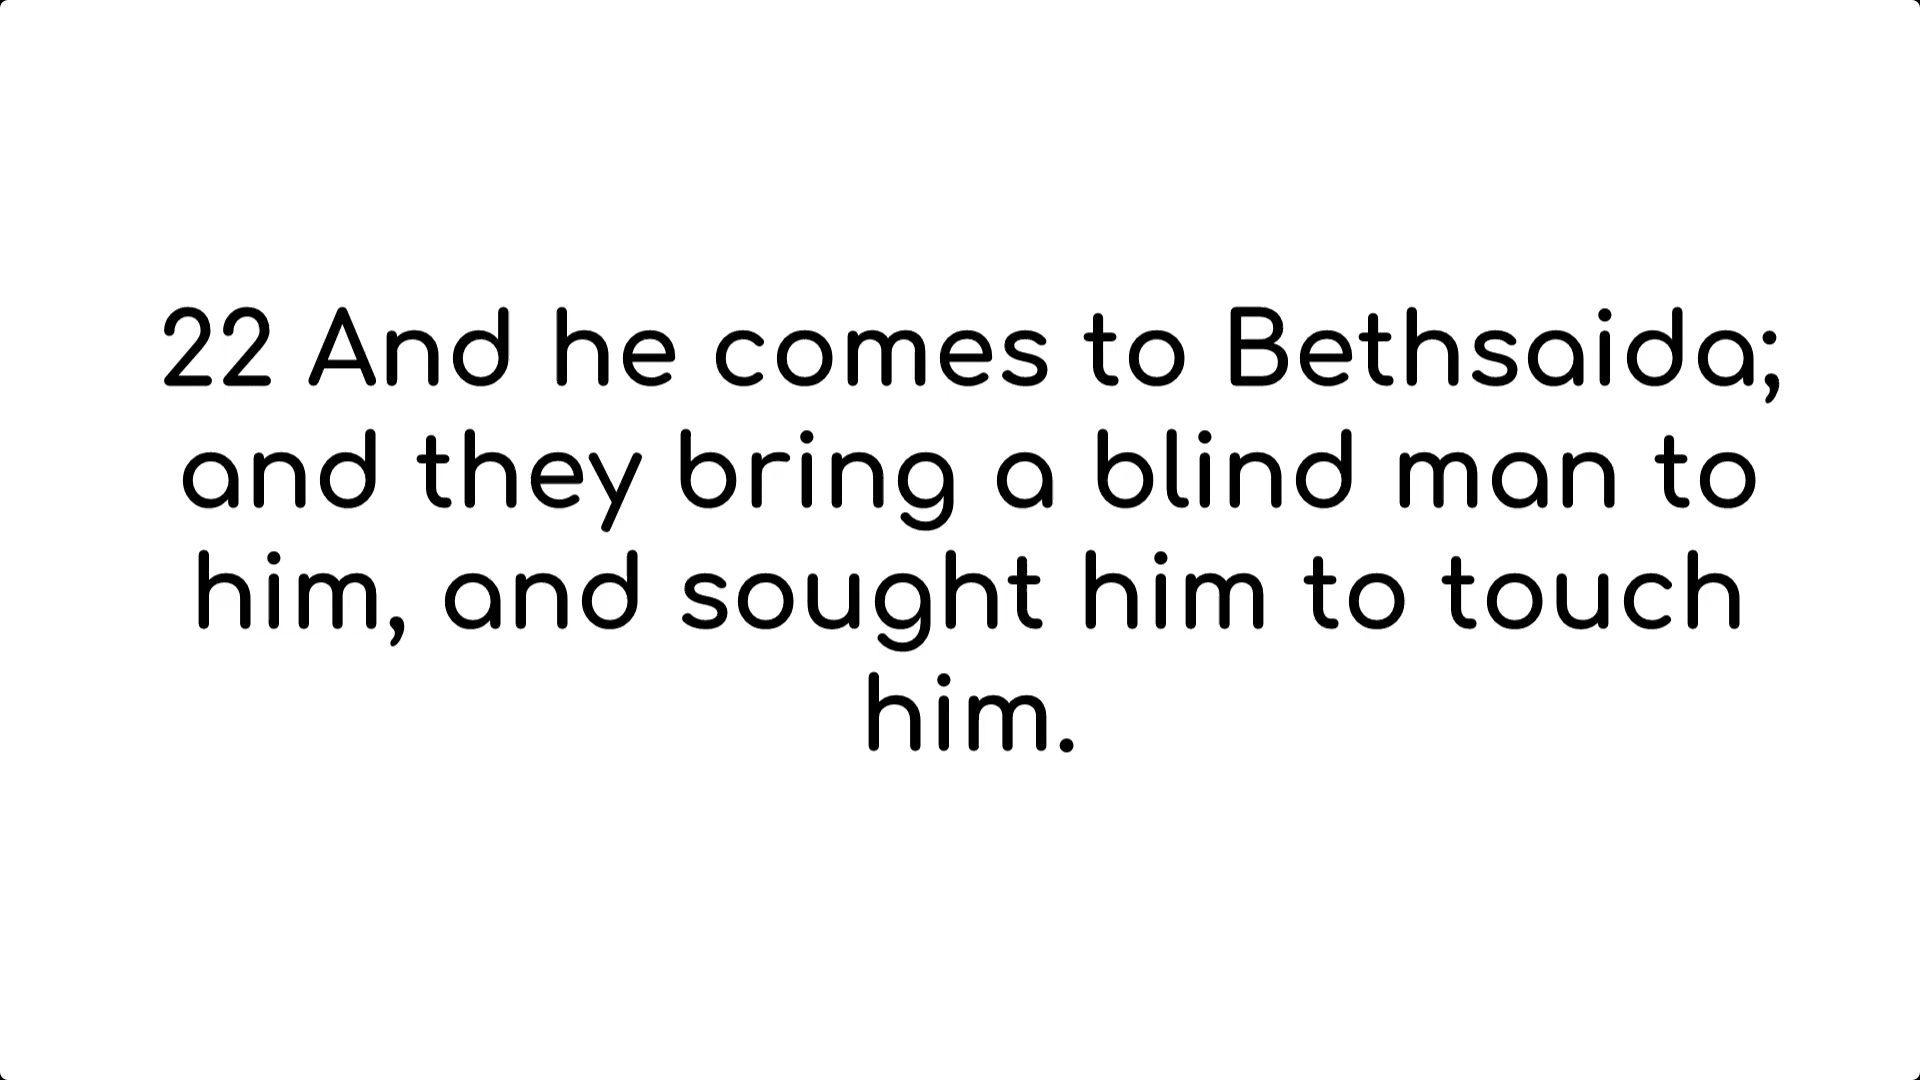 22 And he comes to Bethsaida;
and they bring a blind man to
him, and sought him to touch
him.